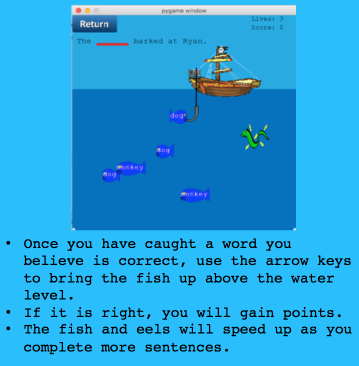 pygame window
Return
Lives: 3
Score: 0
The ______ barked at Ryan.
dogs
dog
monkey
dog
monkey
• Once you have caught a word you
believe is correct, use the arrow keys
to bring the fish up above the water
level.
• If it is right, you will gain points.
• The fish and eels will speed up as you
complete more sentences.